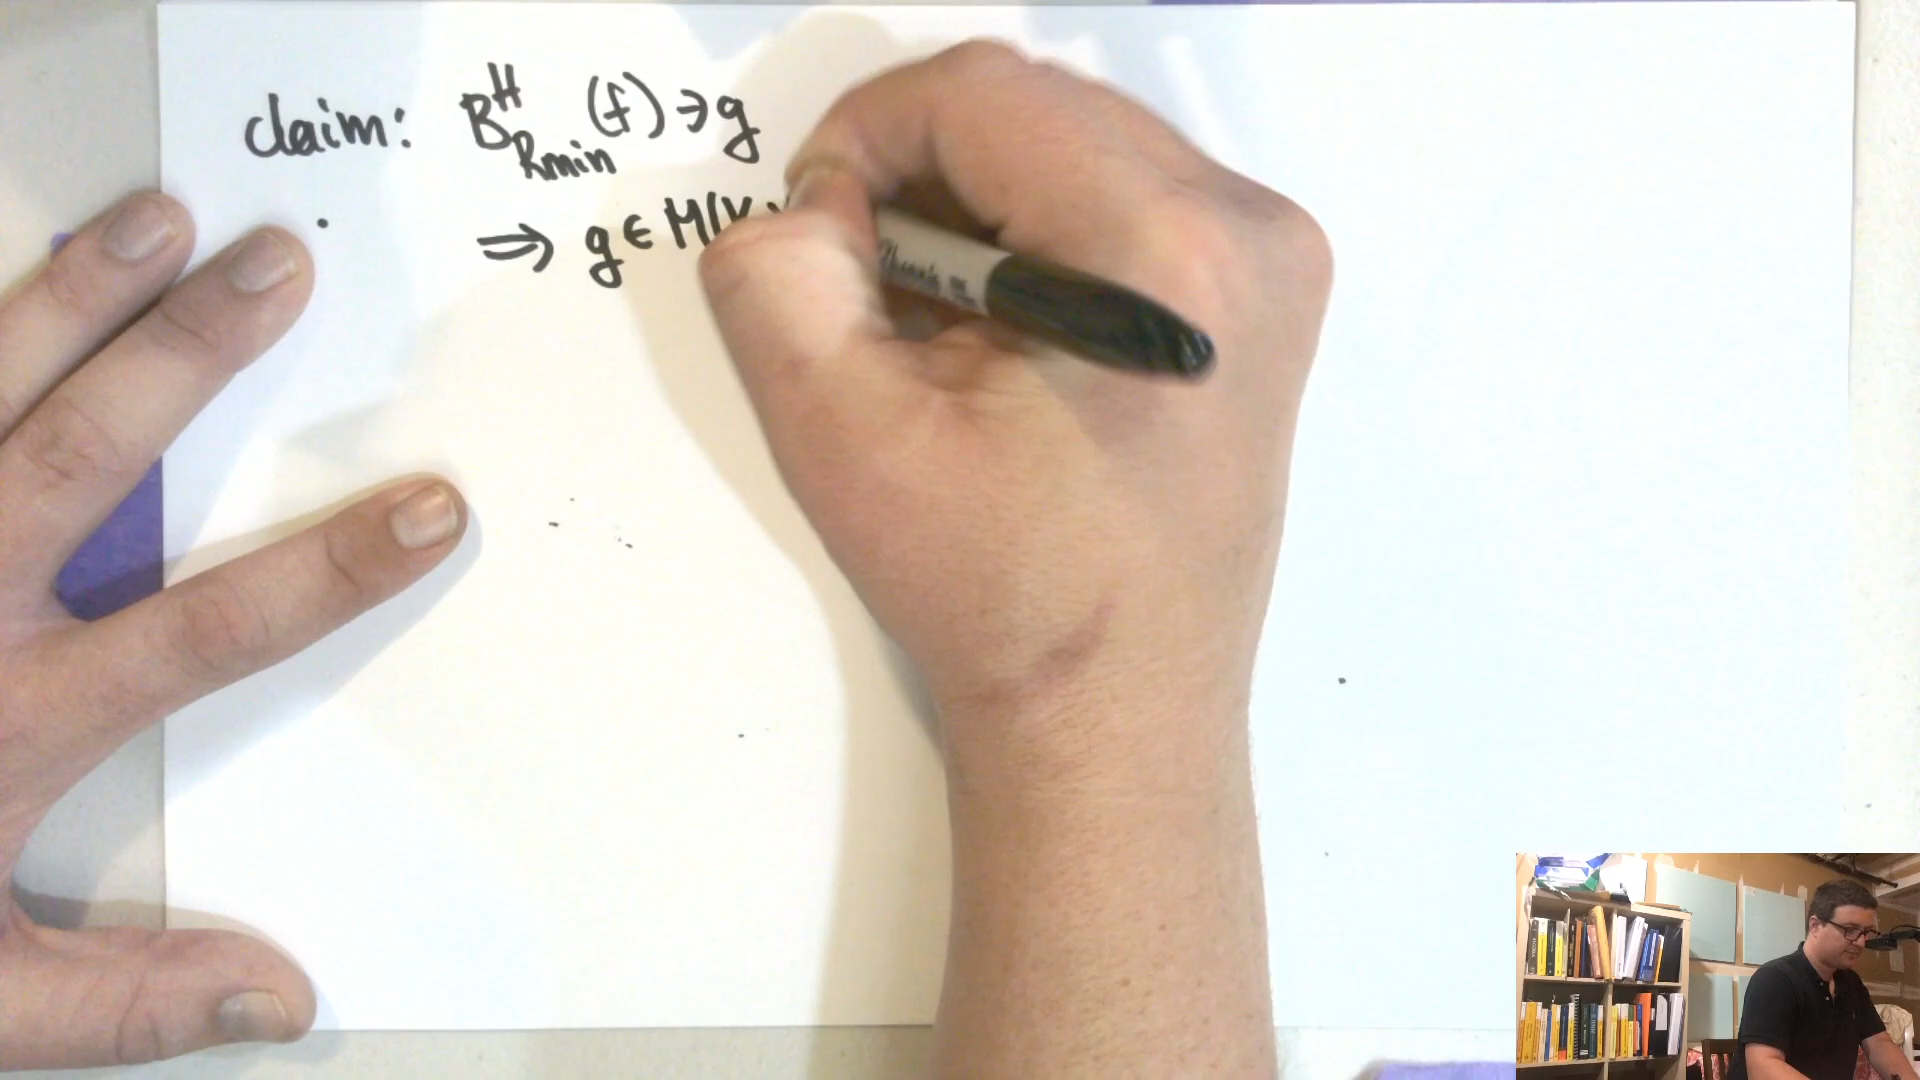 claim: B^H_{Rmin} (f) ∋ g
⇒ g ∈ M(X, Y